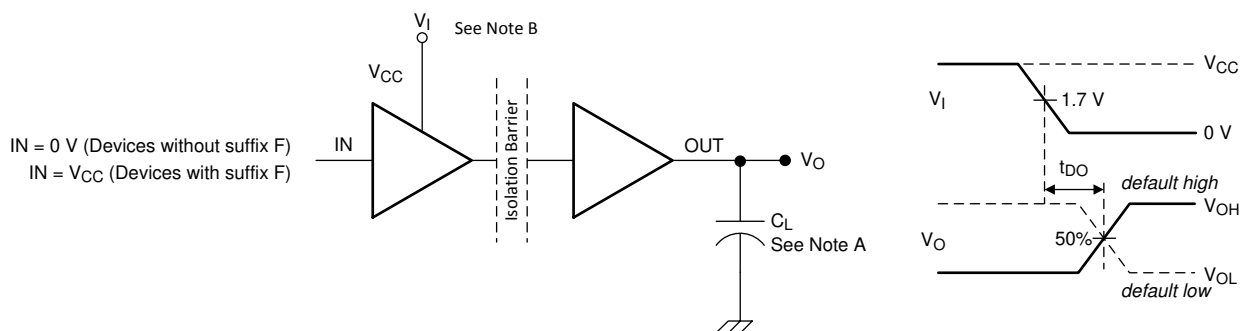 V_I
See Note B
V_CC
IN = 0 V (Devices without suffix F)
IN = V_CC (Devices with suffix F)
IN
Isolation Barrier
OUT
V_O
C_L
See Note A
V_I
V_CC
1.7 V
0 V
t_DO
default high
V_OH
V_O
50%
V_OL
default low